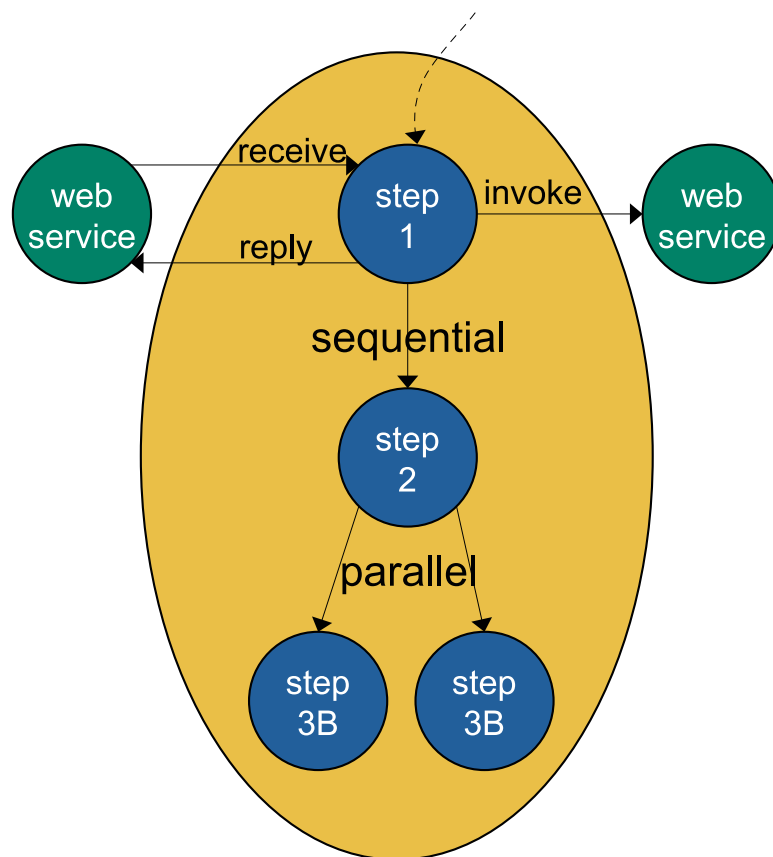 receive
web
service
step
1
invoke
web
service
reply
sequential
step
2
parallel
step
3B
step
3B